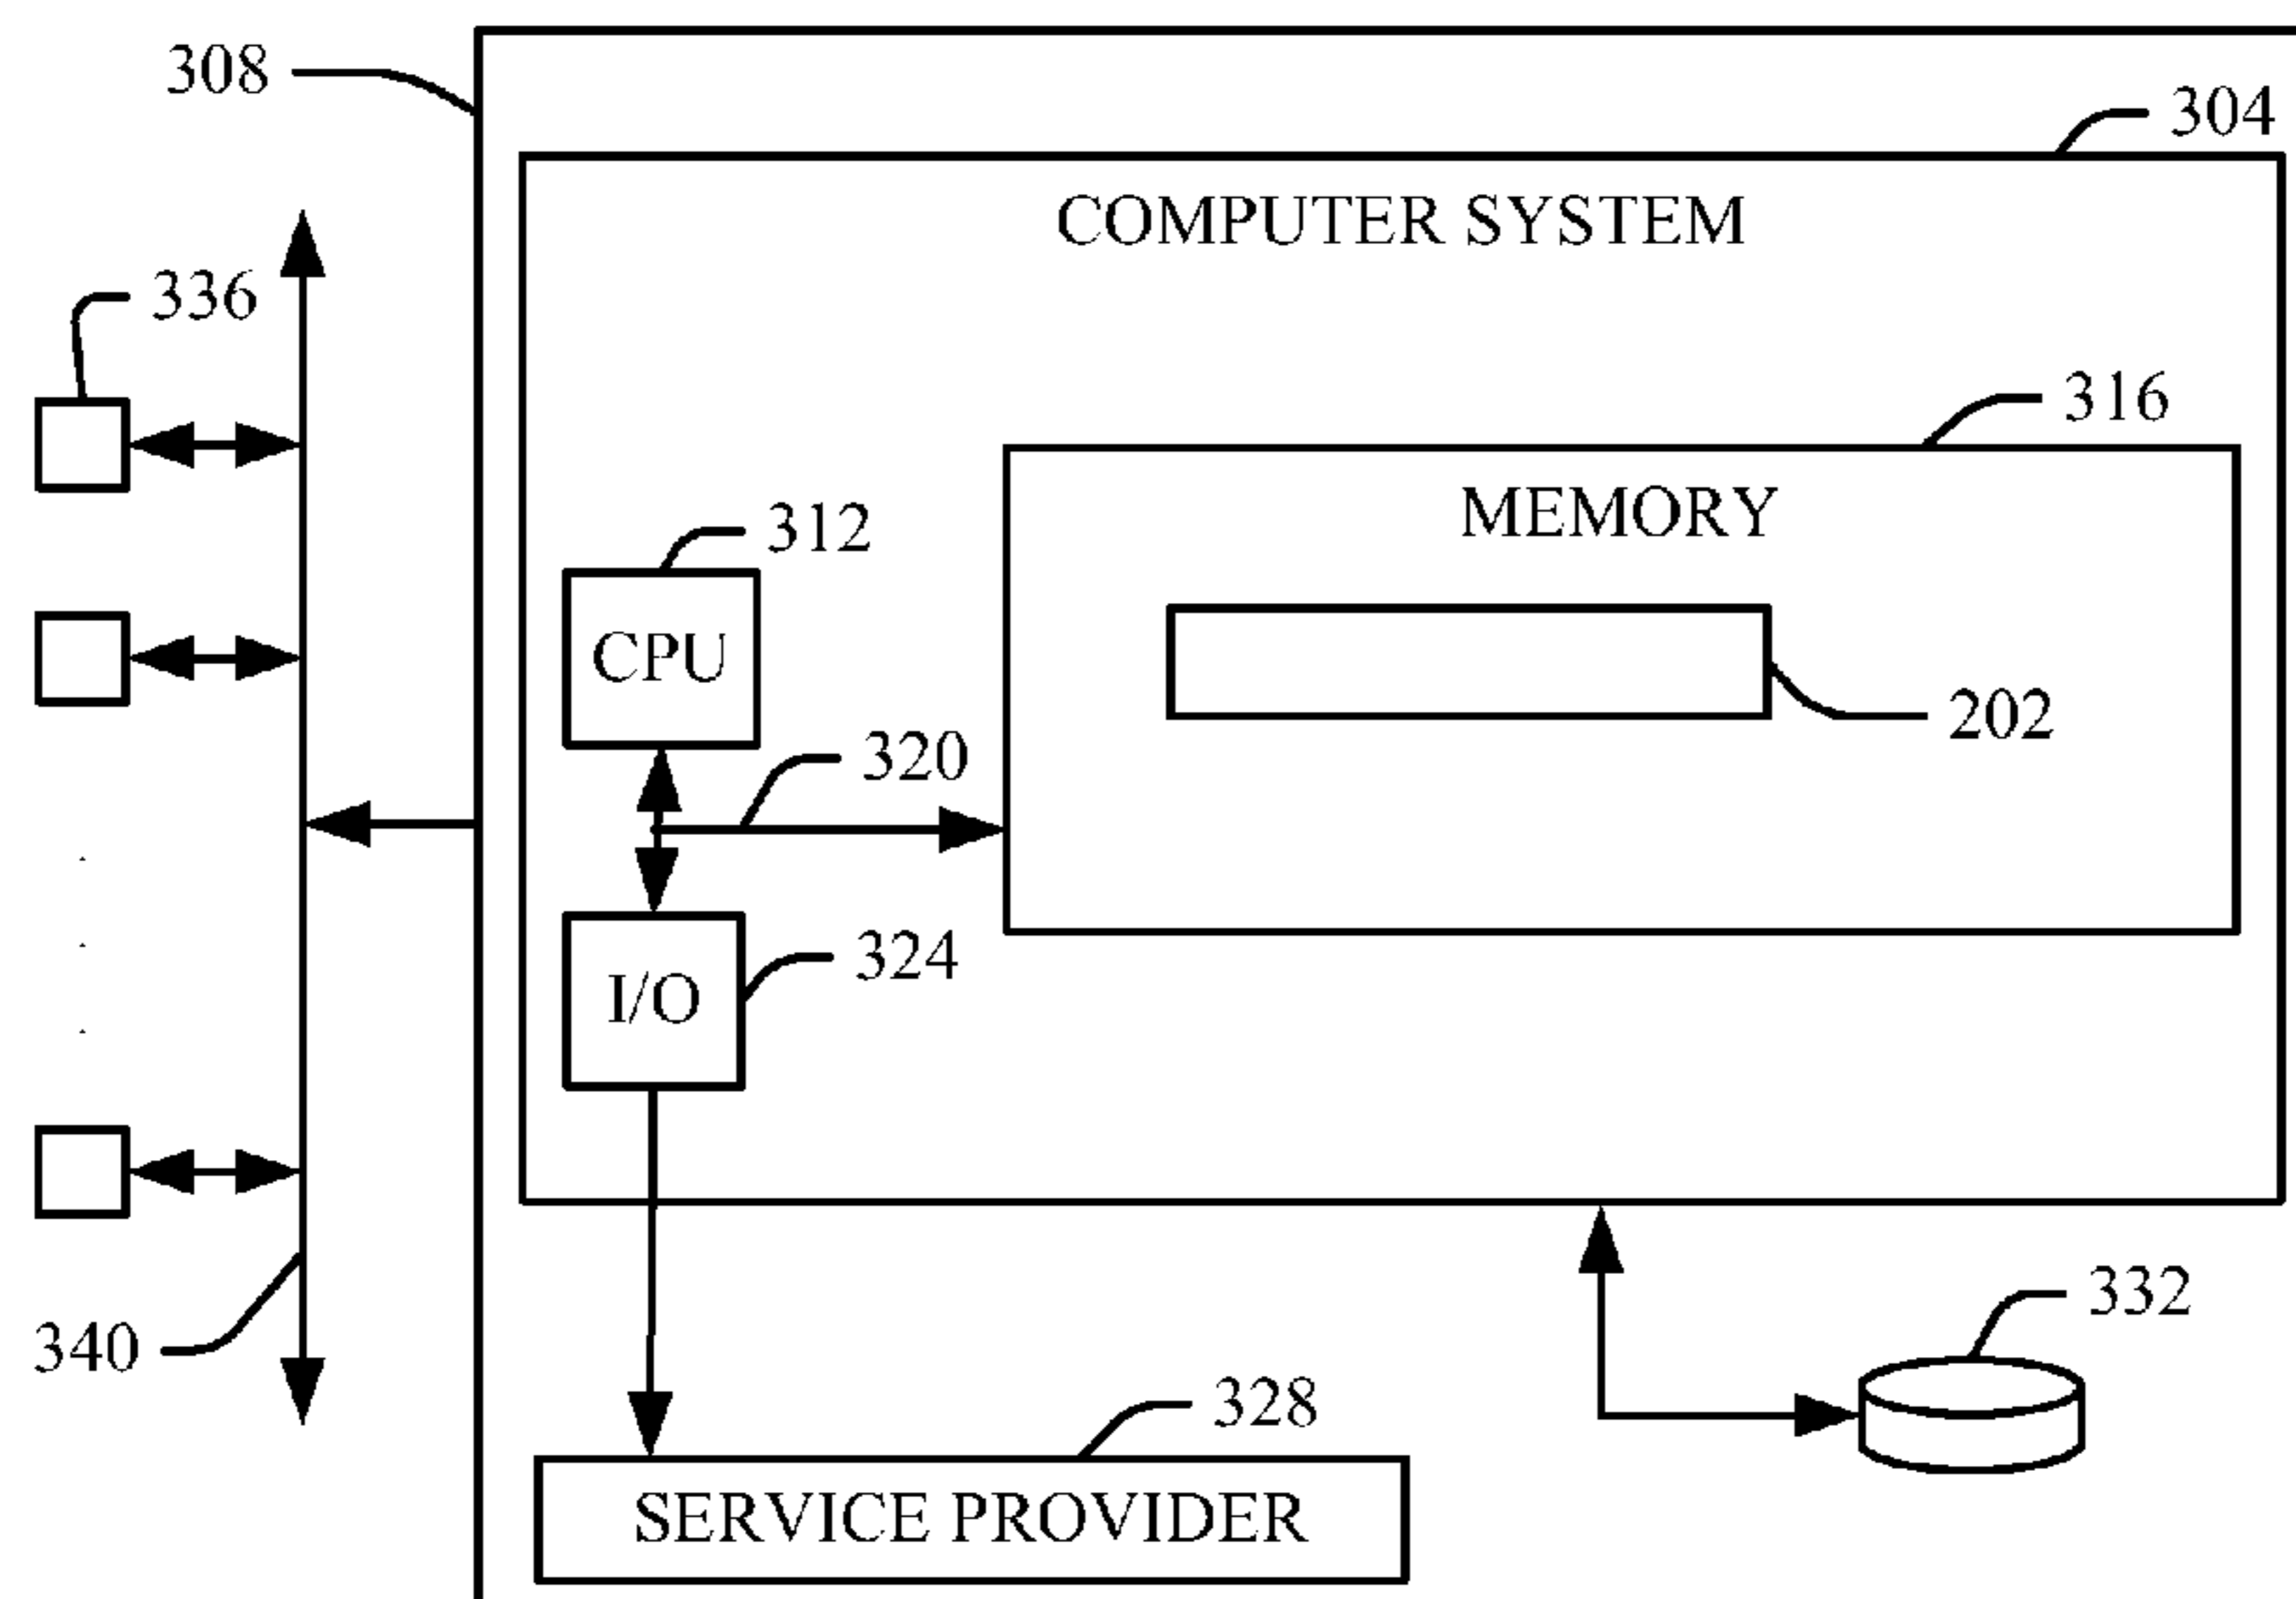 308
304
COMPUTER SYSTEM
336
316
MEMORY
312
CPU
202
320
324
I/O
332
340
328
SERVICE PROVIDER